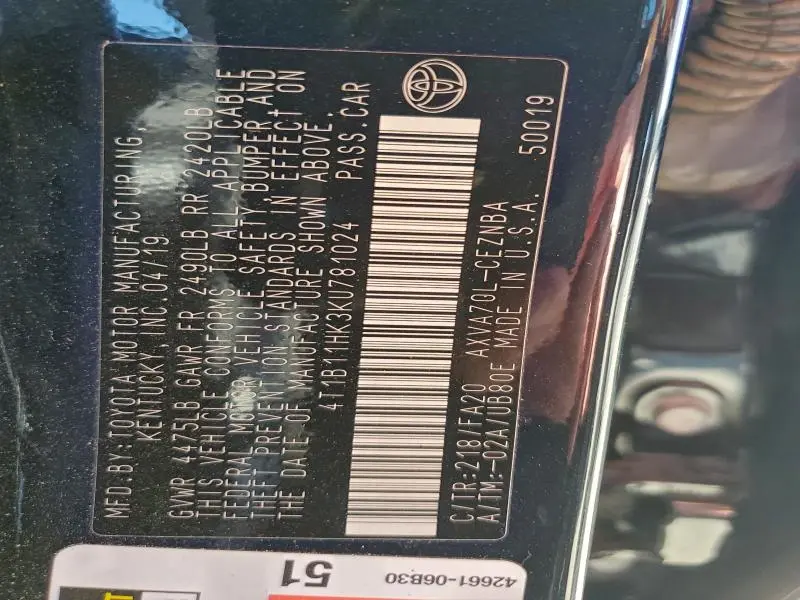 MFD.BY:TOYOTA MOTOR MANUFACTURING,
KENTUCKY, INC.04/19
GVWR 4475LB GAWR FR 2490LB RR 2420LB
THIS VEHICLE CONFORMS TO ALL APPLICABLE
FEDERAL MOTOR VEHICLE SAFETY, BUMPER AND
THEFT PREVENTION STANDARDS IN EFFECT ON
THE DATE OF MANUFACTURE SHOWN ABOVE.
4T1B11HK3KU781024 PASS.CAR
C/TR:218/FA20 AXVA70L-CEZNBA
A/TM:-02A/UB80E MADE IN U.S.A. 50019
51
42661-06B30